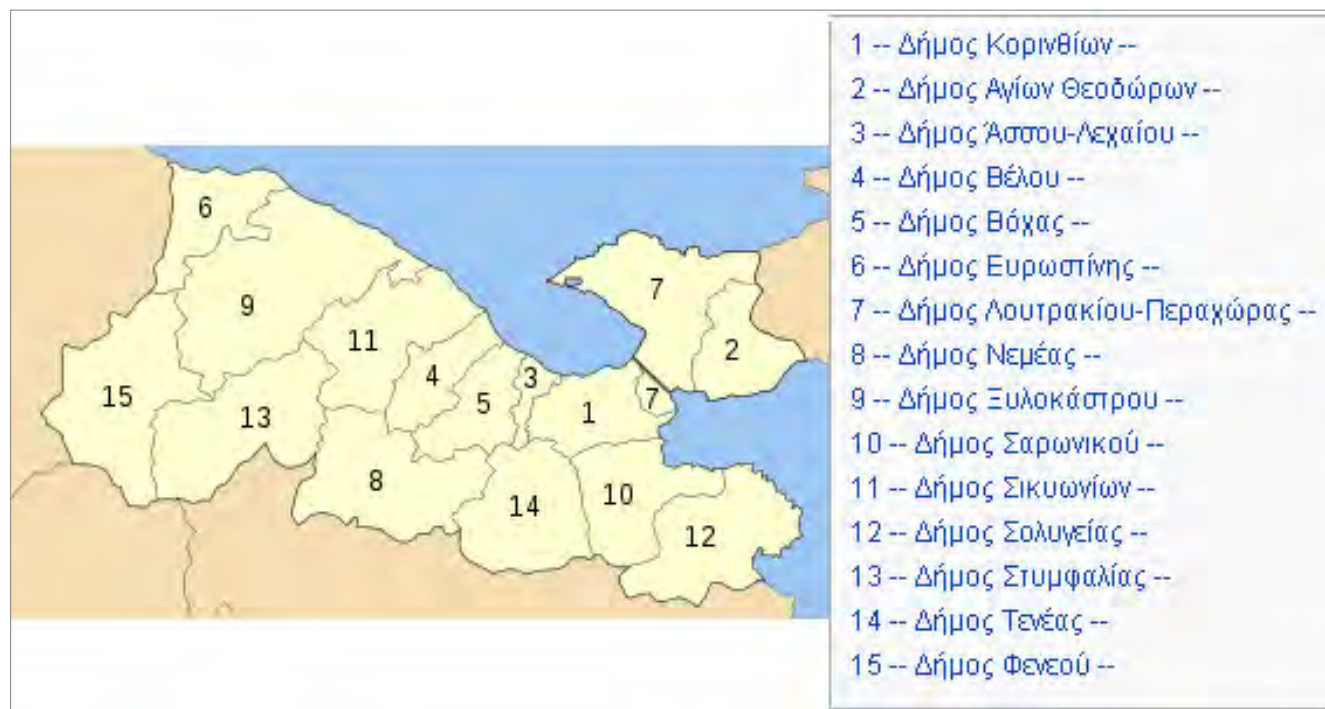 1 -- Δήμος Κορινθίων --
2 -- Δήμος Αγίων Θεοδώρων --
3 -- Δήμος Άσσου-Λεχαίου --
4 -- Δήμος Βέλου --
5 -- Δήμος Βόχας --
6 -- Δήμος Ευρωστίνης --
7 -- Δήμος Λουτρακίου-Περαχώρας --
8 -- Δήμος Νεμέας --
9 -- Δήμος Ξυλοκάστρου --
10 -- Δήμος Σαρωνικού --
11 -- Δήμος Σικυωνίων --
12 -- Δήμος Σολυγείας --
13 -- Δήμος Στυμφαλίας --
14 -- Δήμος Τενέας --
15 -- Δήμος Φενεού --
6
9
7
11
2
4
3
15
5
7
13
1
8
10
14
12